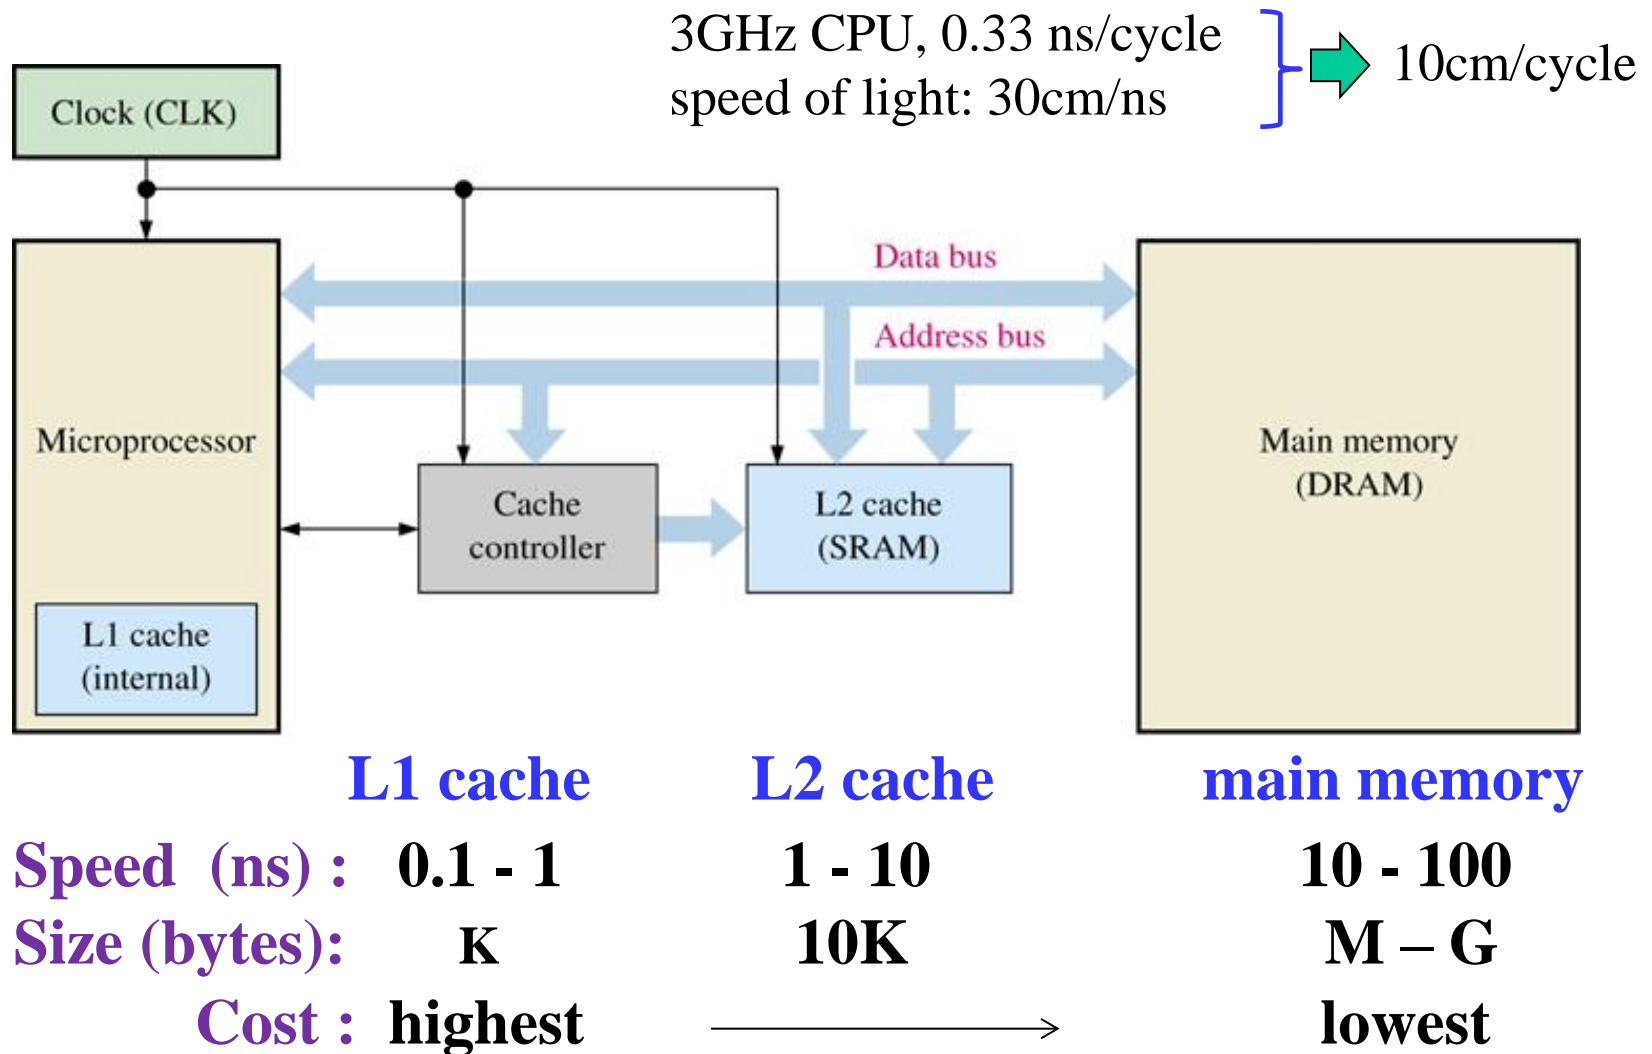 3GHz CPU, 0.33 ns/cycle
speed of light: 30cm/ns
10cm/cycle
Clock (CLK)
Data bus
Address bus
Microprocessor
Cache
controller
L2 cache
(SRAM)
Main memory
(DRAM)
L1 cache
(internal)
L1 cache L2 cache main memory
Speed (ns) : 0.1 - 1 1 - 10 10 - 100
Size (bytes): K 10K M – G
Cost : highest lowest